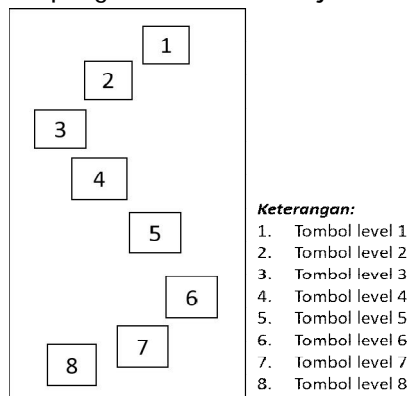 1
2
3
4
5
6
7
8
Keterangan:
1. Tombol level 1
2. Tombol level 2
3. Tombol level 3
4. Tombol level 4
5. Tombol level 5
6. Tombol level 6
7. Tombol level 7
8. Tombol level 8